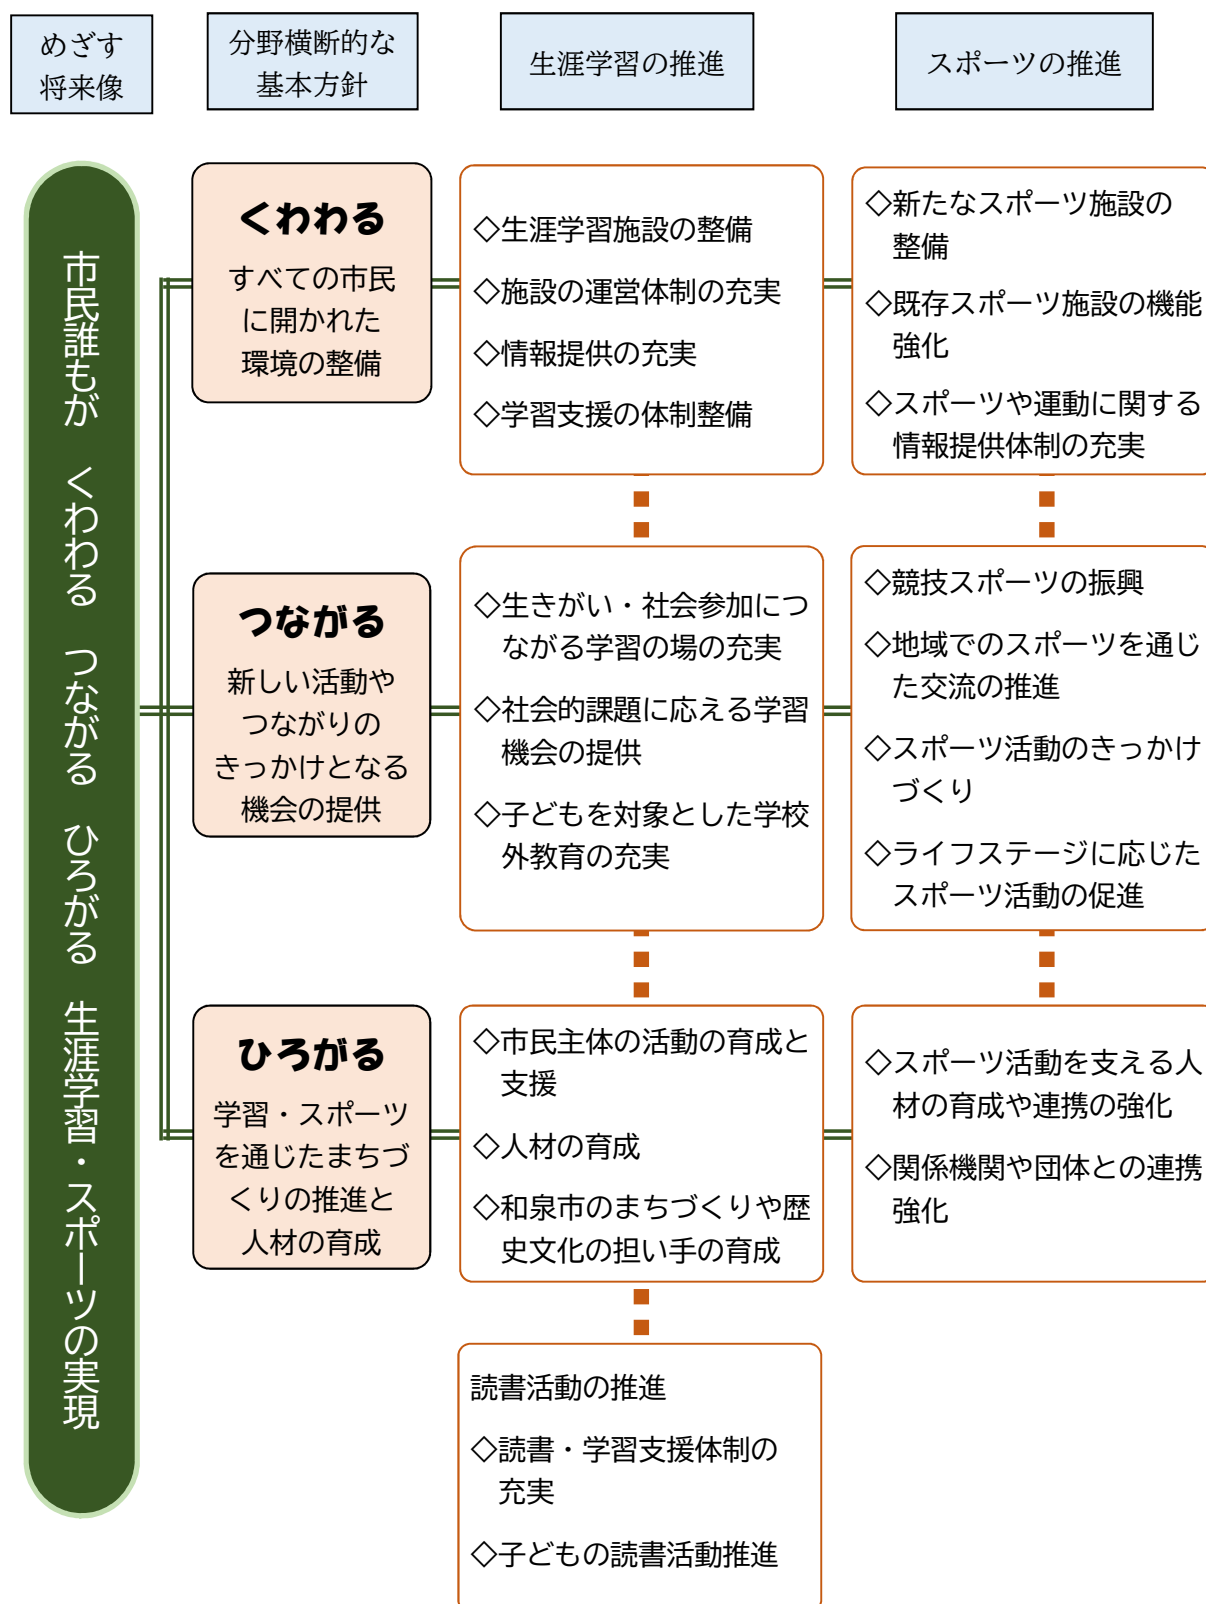 めざす
将来像
分野横断的な
基本方針
生涯学習の推進
スポーツの推進
市民誰もが　くわわる　つながる　ひろがる　生涯学習・スポーツの実現
くわわる
すべての市民
に開かれた
環境の整備
◇生涯学習施設の整備
◇施設の運営体制の充実
◇情報提供の充実
◇学習支援の体制整備
◇新たなスポーツ施設の
整備
◇既存スポーツ施設の機能
強化
◇スポーツや運動に関する
情報提供体制の充実
つながる
新しい活動や
つながりの
きっかけとなる
機会の提供
◇生きがい・社会参加につ
ながる学習の場の充実
◇社会的課題に応える学習
機会の提供
◇子どもを対象とした学校
外教育の充実
◇競技スポーツの振興
◇地域でのスポーツを通じ
た交流の推進
◇スポーツ活動のきっかけ
づくり
◇ライフステージに応じた
スポーツ活動の促進
ひろがる
学習・スポーツ
を通じたまちづ
くりの推進と
人材の育成
◇市民主体の活動の育成と
支援
◇人材の育成
◇和泉市のまちづくりや歴
史文化の担い手の育成
◇スポーツ活動を支える人
材の育成や連携の強化
◇関係機関や団体との連携
強化
読書活動の推進
◇読書・学習支援体制の
充実
◇子どもの読書活動推進